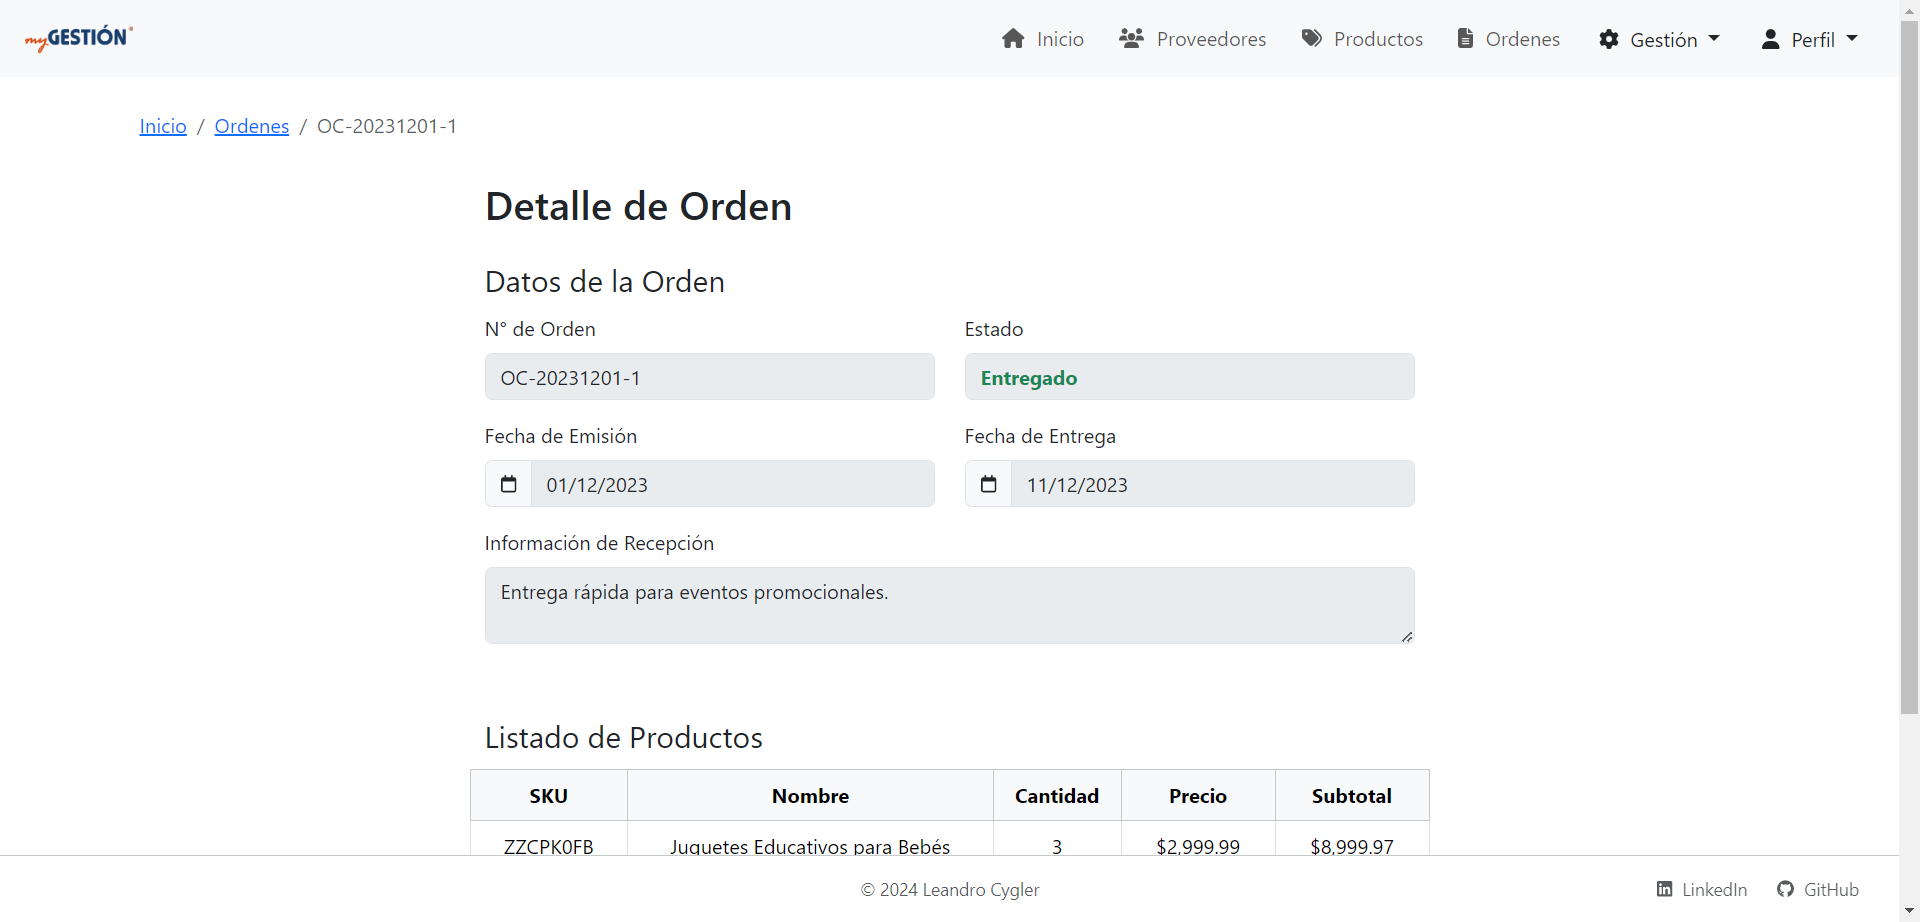 myGESTIÓN
Inicio Proveedores Productos Ordenes Gestión Perfil
Inicio / Ordenes / OC-20231201-1
Detalle de Orden
Datos de la Orden
N° de Orden Estado
OC-20231201-1 Entregado
Fecha de Emisión Fecha de Entrega
01/12/2023 11/12/2023
Información de Recepción
Entrega rápida para eventos promocionales.
Listado de Productos
SKU Nombre Cantidad Precio Subtotal
ZZCPK0FB Juguetes Educativos para Bebés 3 $2,999.99 $8,999.97
© 2024 Leandro Cygler LinkedIn GitHub